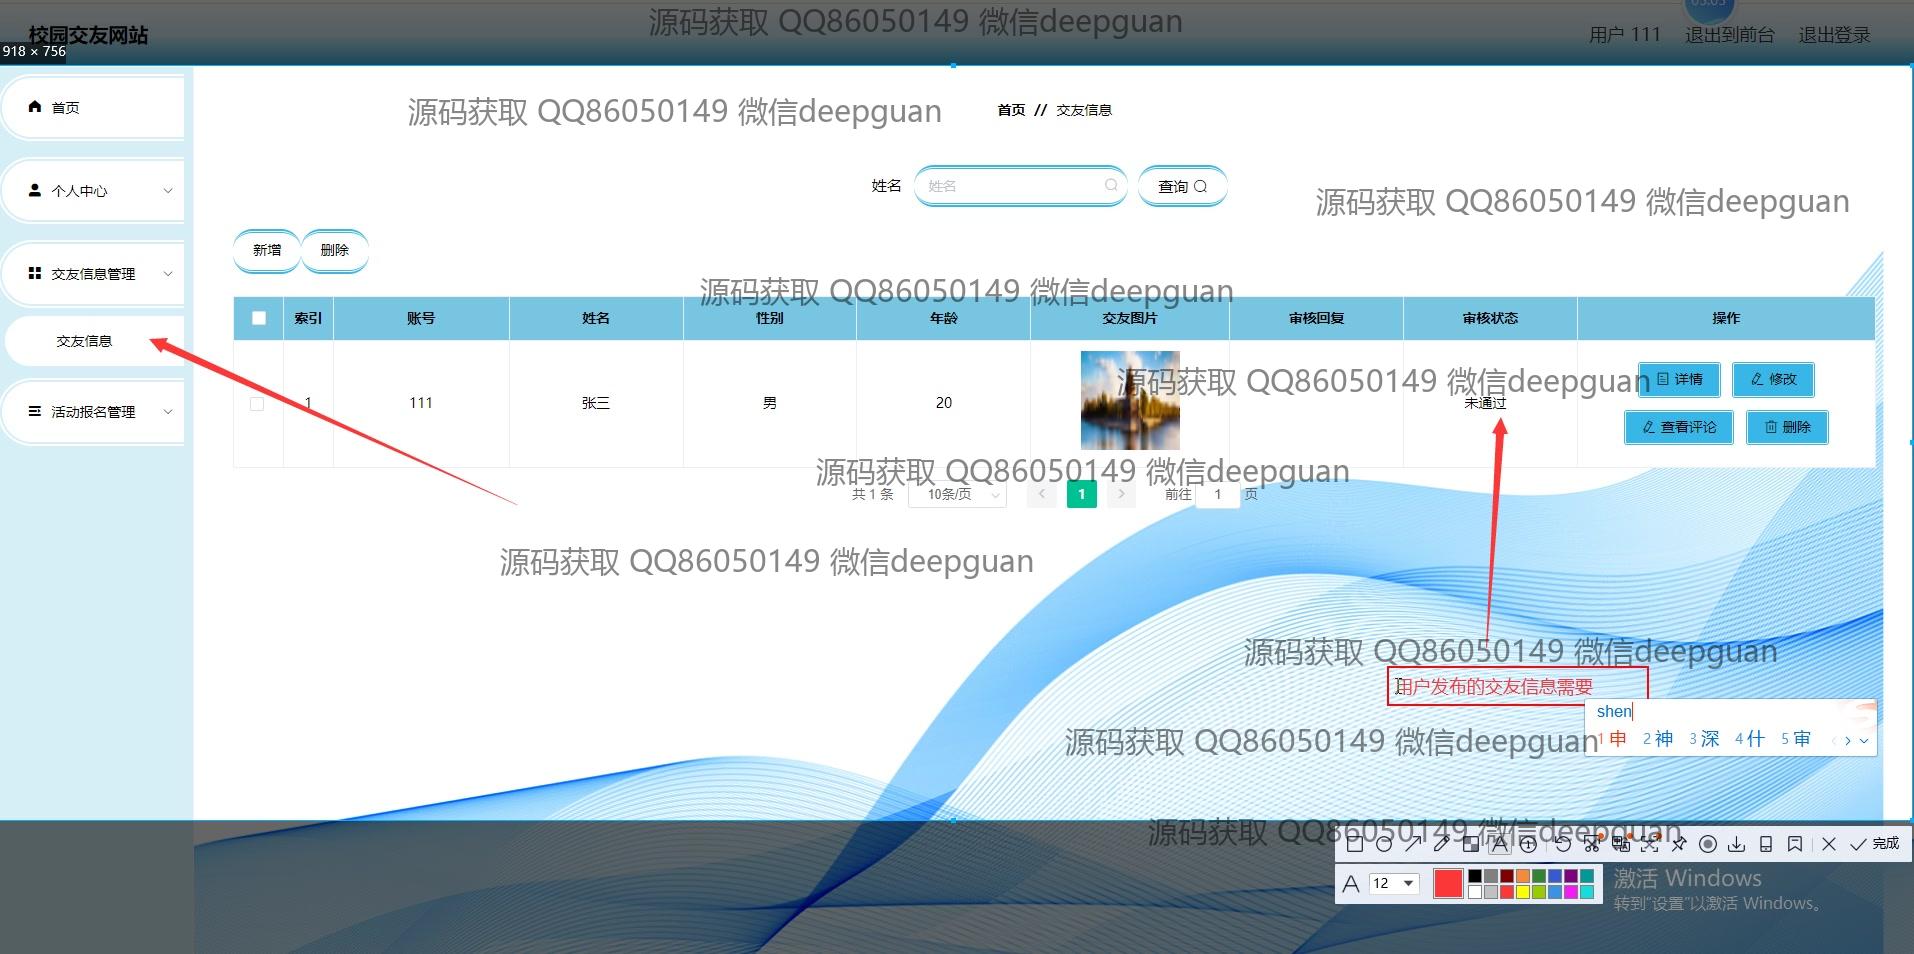 源码获取 QQ86050149 微信deepguan
校园交友网站
918 × 756
用户 111 退出到前台 退出登录
首页
源码获取 QQ86050149 微信deepguan
首页 // 交友信息
个人中心
姓名 姓名 查询
源码获取 QQ86050149 微信deepguan
新增 删除
交友信息管理
源码获取 QQ86050149 微信deepguan
索引 账号 姓名 性别 年龄 交友图片 审核回复 审核状态 操作
交友信息
源码获取 QQ86050149 微信deepguan
详情 修改
1 111 张三 男 20 未通过
活动报名管理
查看评论 删除
源码获取 QQ86050149 微信deepguan
共 1 条 10条/页 1 前往 1 页
源码获取 QQ86050149 微信deepguan
源码获取 QQ86050149 微信deepguan
用户发布的交友信息需要
shen
源码获取 QQ86050149 微信deepguan
1 申 2 神 3 深 4 什 5 审
源码获取 QQ86050149 微信deepguan
完成
A 12
激活 Windows
转到"设置"以激活 Windows。